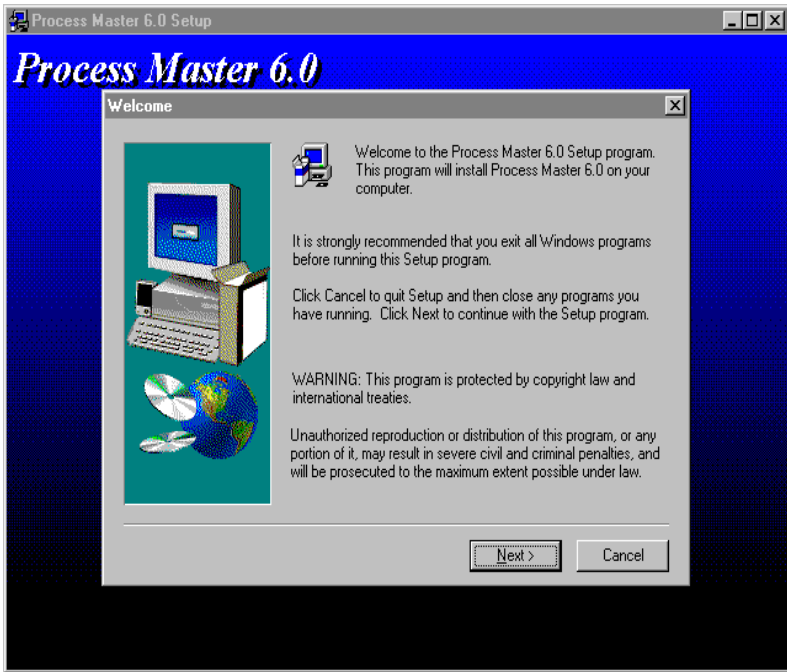 Process Master 6.0 Setup
Process Master 6.0
Welcome
Welcome to the Process Master 6.0 Setup program.
This program will install Process Master 6.0 on your
computer.
It is strongly recommended that you exit all Windows programs
before running this Setup program.
Click Cancel to quit Setup and then close any programs you
have running.  Click Next to continue with the Setup program.
WARNING: This program is protected by copyright law and
international treaties.
Unauthorized reproduction or distribution of this program, or any
portion of it, may result in severe civil and criminal penalties, and
will be prosecuted to the maximum extent possible under law.
Next >
Cancel